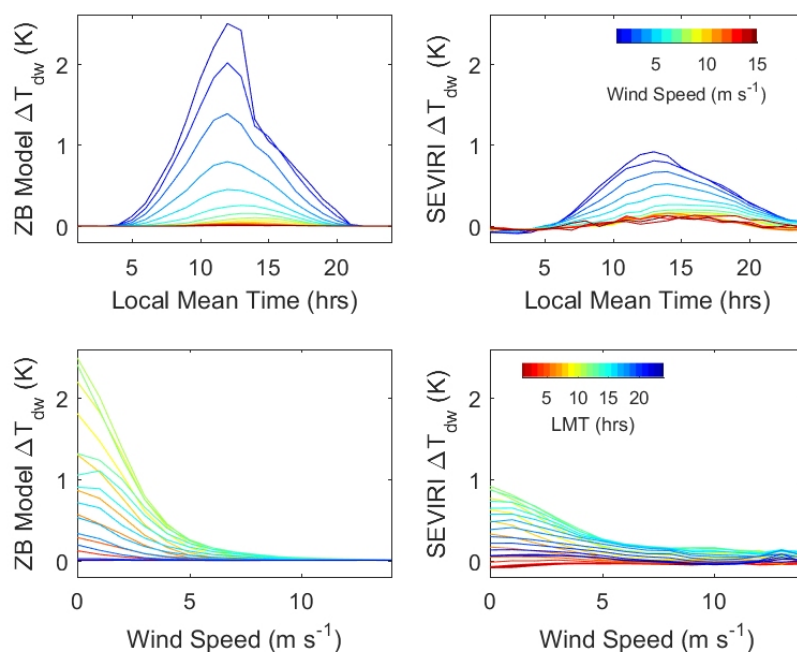 ZB Model ΔT_dw (K)
2
1
0
5 10 15 20
Local Mean Time (hrs)
SEVIRI ΔT_dw (K)
2
1
0
5 10 15
Wind Speed (m s⁻¹)
5 10 15 20
Local Mean Time (hrs)
ZB Model ΔT_dw (K)
2
1
0
0 5 10
Wind Speed (m s⁻¹)
SEVIRI ΔT_dw (K)
2
1
0
5 10 15 20
LMT (hrs)
0 5 10
Wind Speed (m s⁻¹)